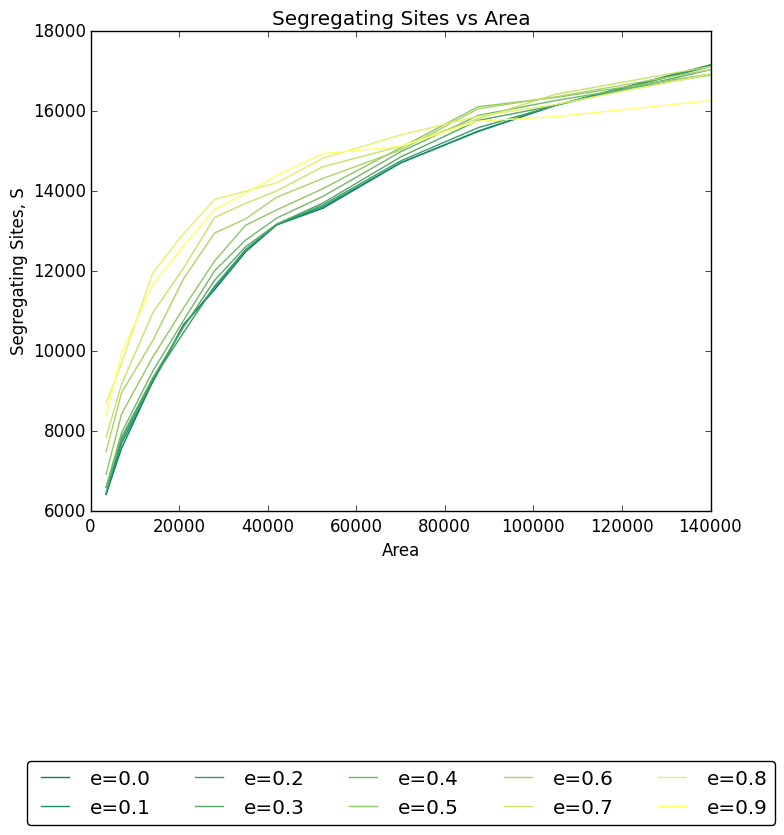 Segregating Sites vs Area
18000
16000
14000
12000
10000
8000
6000
Segregating Sites, S
0 20000 40000 60000 80000 100000 120000 140000
Area
e=0.0 e=0.2 e=0.4 e=0.6 e=0.8
e=0.1 e=0.3 e=0.5 e=0.7 e=0.9